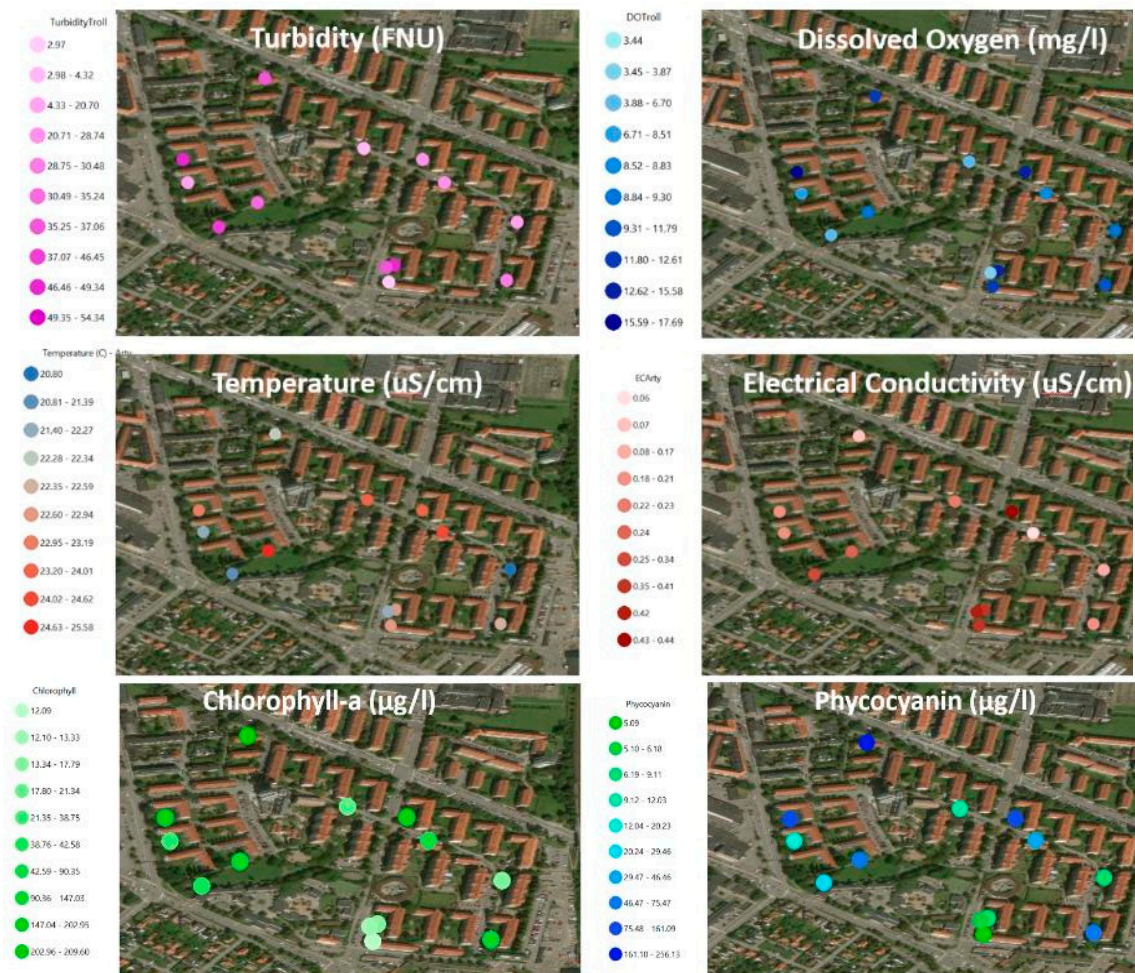 TurbidityTroll
Turbidity (FNU)
2.97
2.98 - 4.32
4.33 - 20.70
20.71 - 28.74
28.75 - 30.48
30.49 - 35.24
35.25 - 37.06
37.07 - 46.45
46.46 - 49.34
49.35 - 54.34
DOTroll
Dissolved Oxygen (mg/l)
3.44
3.45 - 3.87
3.88 - 6.70
6.71 - 8.51
8.52 - 8.83
8.84 - 9.30
9.31 - 11.79
11.80 - 12.61
12.62 - 15.58
15.59 - 17.69
Temperature (C) -
Temperature (uS/cm)
20.80
20.81 - 21.39
21.40 - 22.27
22.28 - 22.34
22.35 - 22.59
22.60 - 22.94
22.95 - 23.19
23.20 - 24.01
24.02 - 24.62
24.63 - 25.58
ECArty
Electrical Conductivity (uS/cm)
0.06
0.07
0.08 - 0.17
0.18 - 0.21
0.22 - 0.23
0.24
0.25 - 0.34
0.35 - 0.41
0.42
0.43 - 0.44
Chlorophyll
Chlorophyll-a (µg/l)
12.09
12.10 - 13.33
13.34 - 17.79
17.80 - 21.34
21.35 - 38.75
38.76 - 42.58
42.59 - 90.35
90.36 - 147.03
147.04 - 202.95
202.96 - 209.60
Phycocyanin
Phycocyanin (µg/l)
5.09
5.10 - 6.18
6.19 - 9.11
9.12 - 12.03
12.04 - 20.23
20.24 - 29.46
29.47 - 46.46
46.47 - 75.47
75.48 - 161.09
161.10 - 256.13